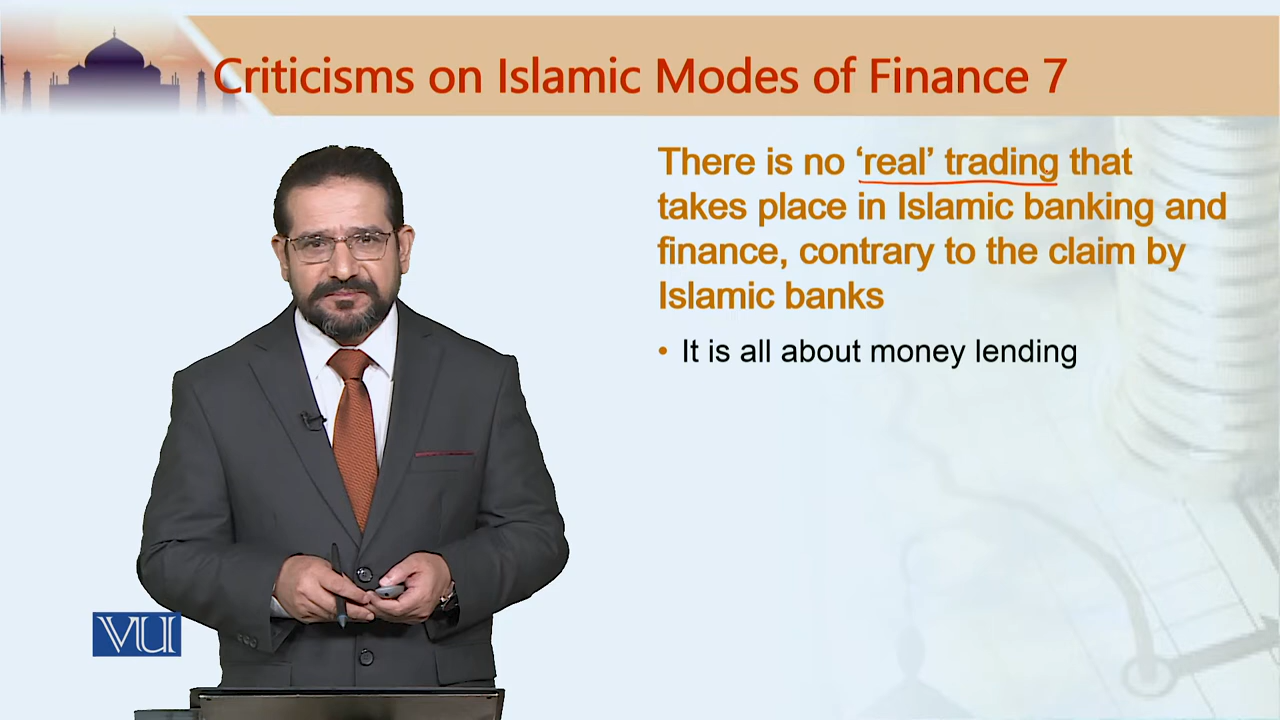 Criticisms on Islamic Modes of Finance 7
There is no ‘real’ trading that
takes place in Islamic banking and
finance, contrary to the claim by
Islamic banks
• It is all about money lending
VU